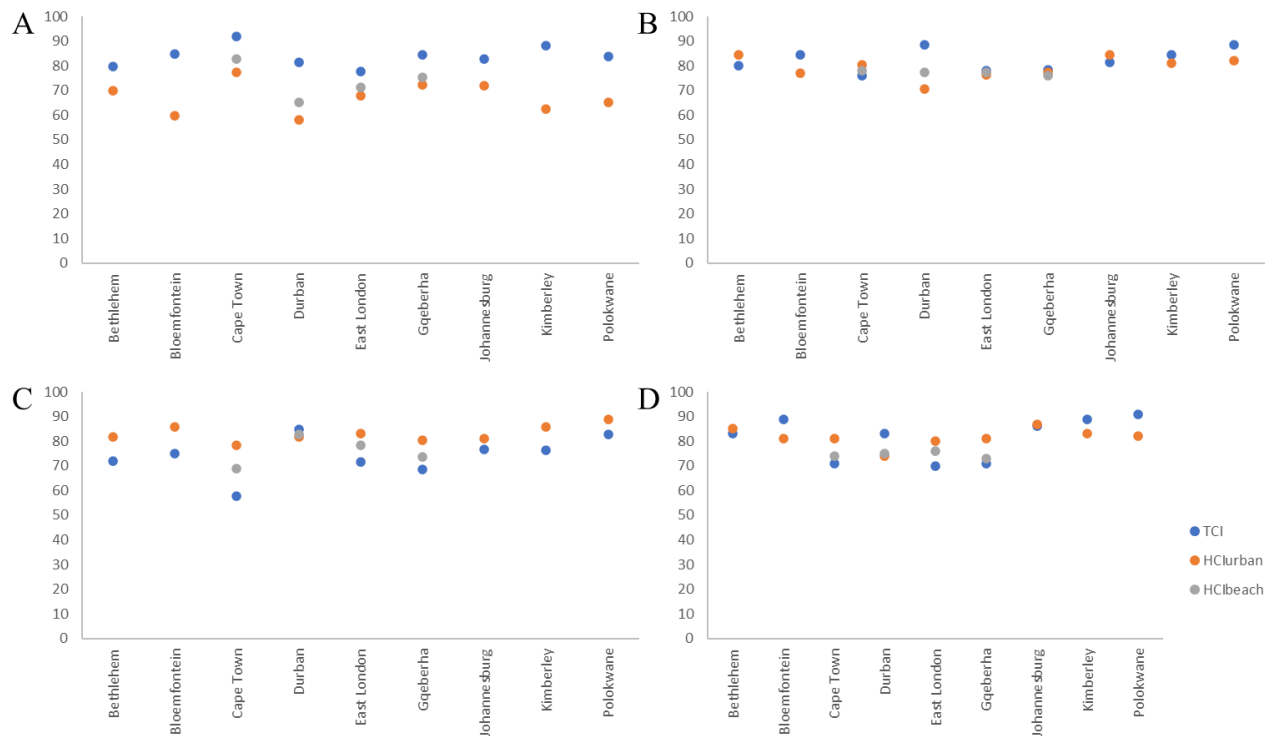 A
100
90
80
70
60
50
40
30
20
10
0
Bethlehem
Bloemfontein
Cape Town
Durban
East London
Gqeberha
Johannesburg
Kimberley
Polokwane
B
100
90
80
70
60
50
40
30
20
10
0
Bethlehem
Bloemfontein
Cape Town
Durban
East London
Gqeberha
Johannesburg
Kimberley
Polokwane
C
100
90
80
70
60
50
40
30
20
10
0
Bethlehem
Bloemfontein
Cape Town
Durban
East London
Gqeberha
Johannesburg
Kimberley
Polokwane
D
100
90
80
70
60
50
40
30
20
10
0
Bethlehem
Bloemfontein
Cape Town
Durban
East London
Gqeberha
Johannesburg
Kimberley
Polokwane
TCI
HCIurban
HCIbeach